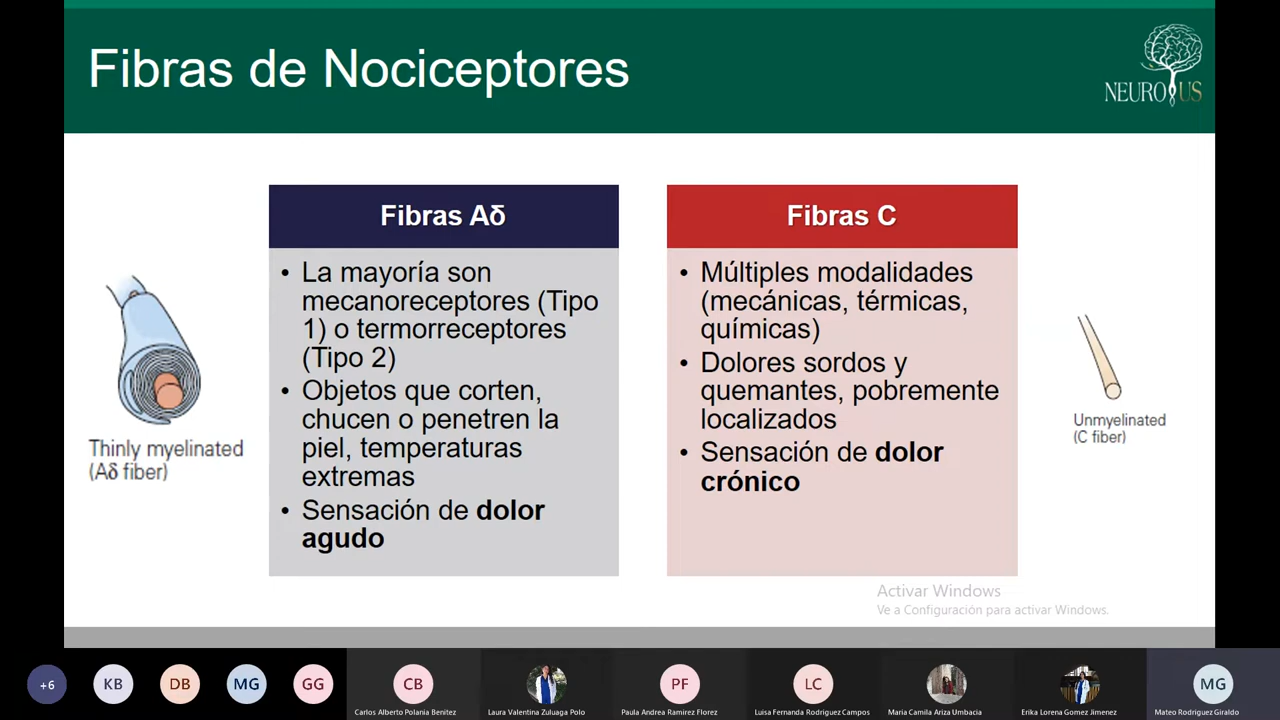 Fibras de Nociceptores
NEURO US
Fibras Aδ
• La mayoría son
mecanoreceptores (Tipo
1) o termorreceptores
(Tipo 2)
• Objetos que corten,
chucen o penetren la
piel, temperaturas
extremas
• Sensación de dolor
agudo
Fibras C
• Múltiples modalidades
(mecánicas, térmicas,
químicas)
• Dolores sordos y
quemantes, pobremente
localizados
• Sensación de dolor
crónico
Thinly myelinated
(Aδ fiber)
Unmyelinated
(C fiber)
Activar Windows
Ve a Configuración para activar Windows.
+6
KB
DB
MG
GG
CB
PF
LC
MG
Carlos Alberto Polania Benitez
Laura Valentina Zuluaga Polo
Paula Andrea Ramirez Florez
Luisa Fernanda Rodriguez Campos
Maria Camila Ariza Umbacia
Erika Lorena Gomez Jimenez
Mateo Rodriguez Giraldo